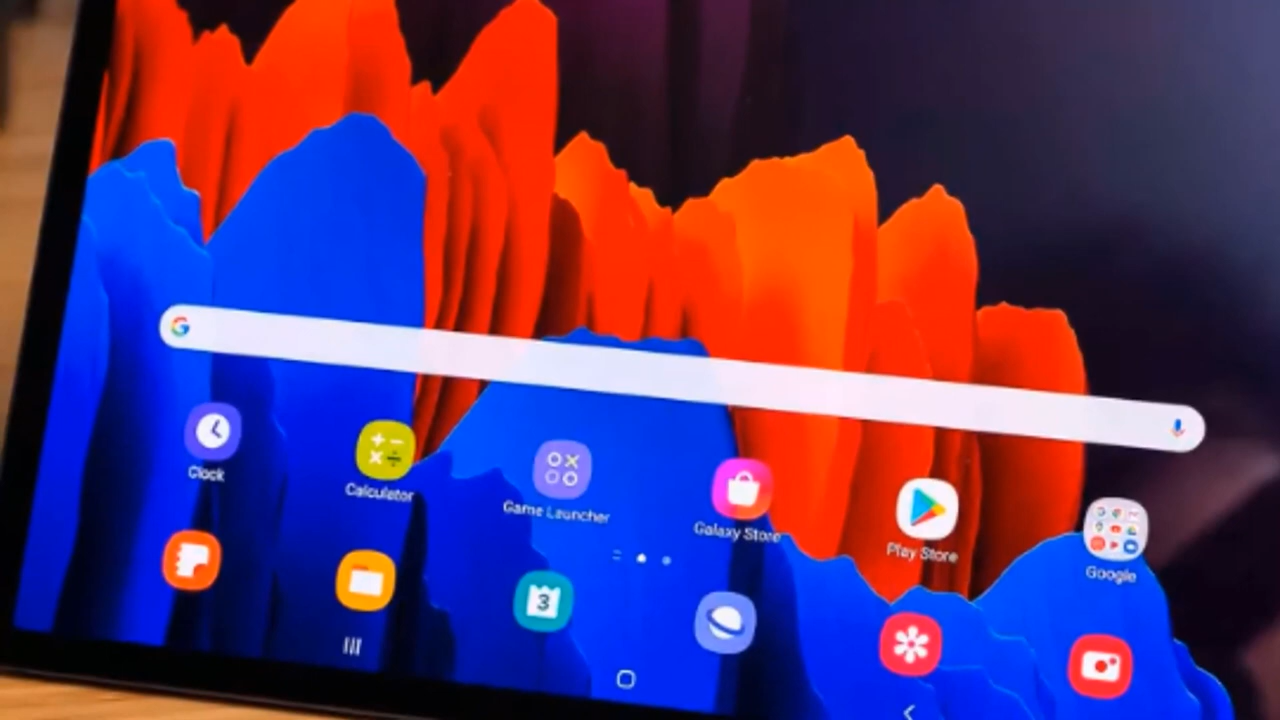 Clock
Calculator
Game Launcher
Galaxy Store
Play Store
Google
3